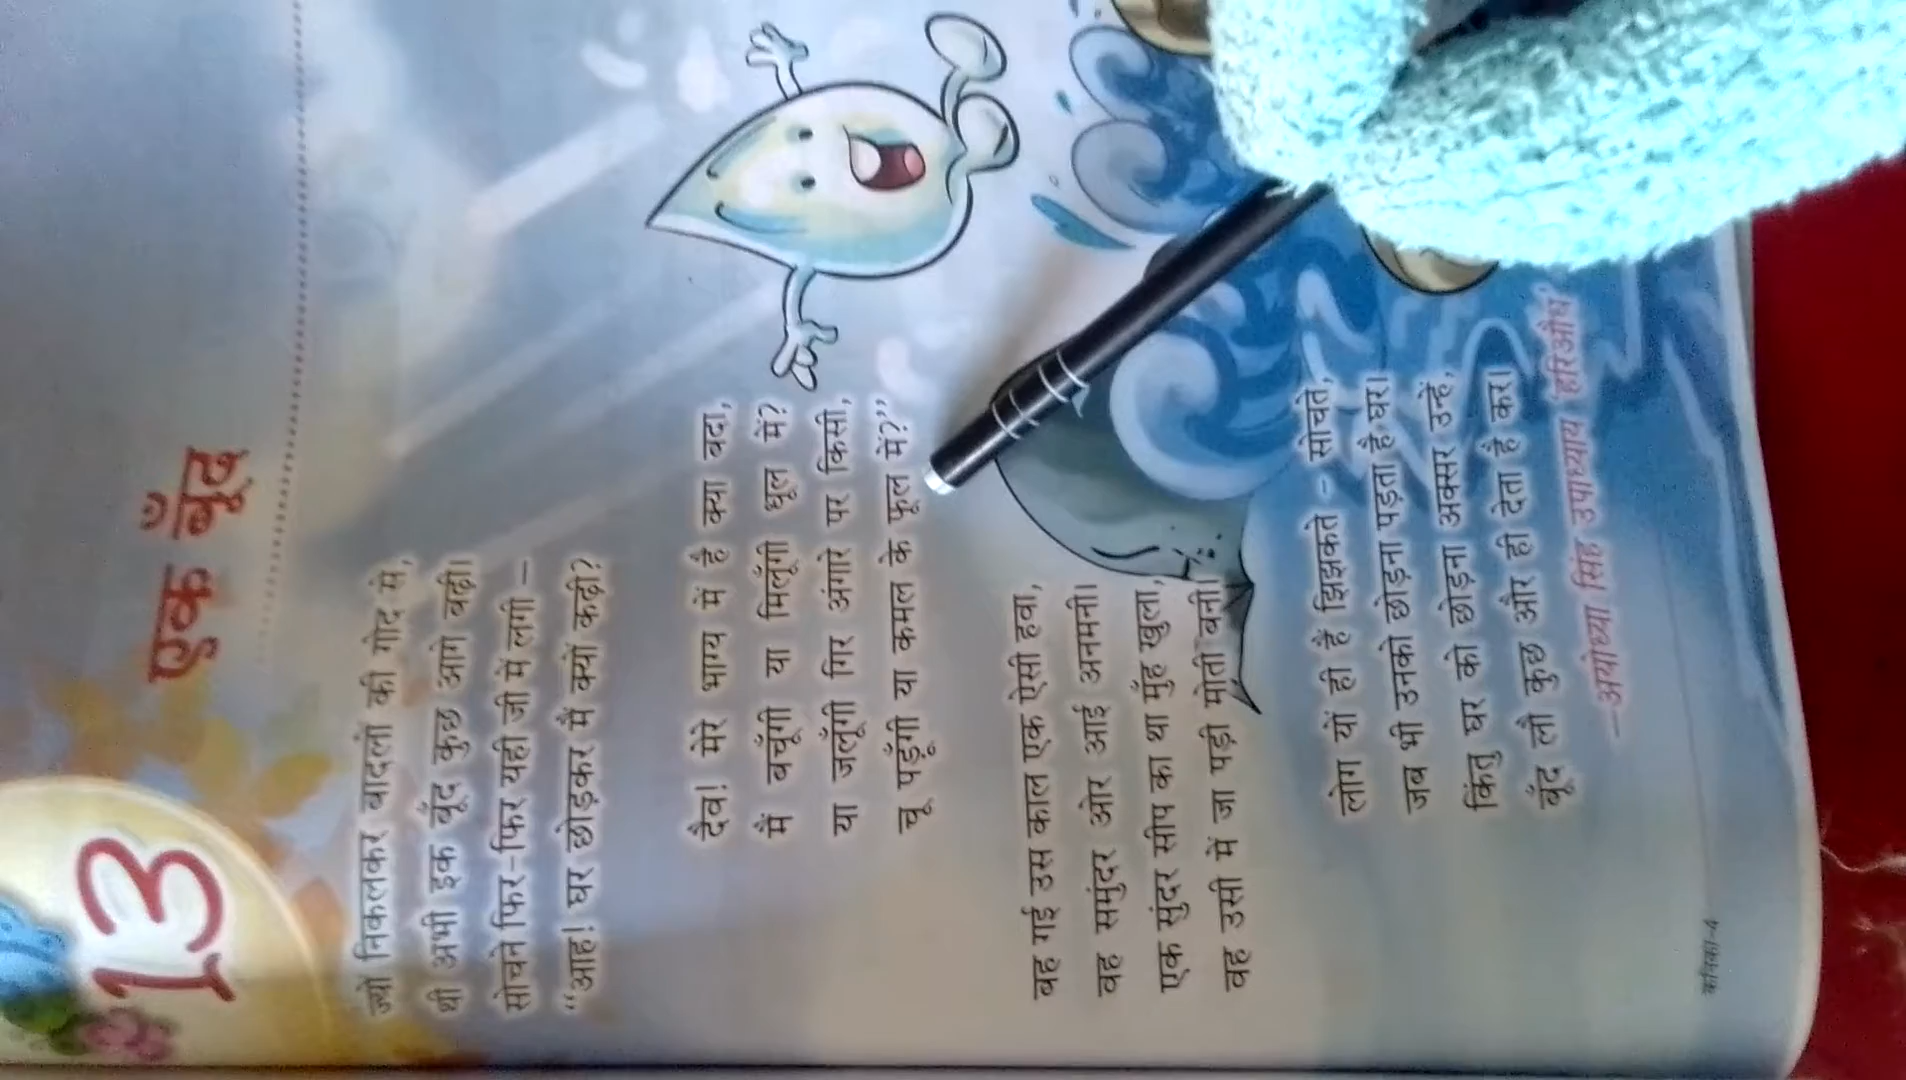 13
एक बूँद
ज्यों निकलकर बादलों की गोद से,
थी अभी इक बूँद कुछ आगे बढ़ी।
सोचने फिर-फिर यही जी में लगी –
“आह! घर छोड़कर मैं क्यों कढ़ी?
दैव! मेरे भाग्य में है क्या बदा,
मैं बचूँगी या मिलूँगी धूल में?
या जलूँगी गिर अंगारे पर किसी,
चू पड़ूँगी या कमल के फूल में?”
बह गई उस काल एक ऐसी हवा,
वह समुंदर ओर आई अनमनी।
एक सुंदर सीप का था मुँह खुला,
वह उसी में जा पड़ी मोती बनी।
लोग यों ही हैं झिझकते – सोचते,
जब भी उनको छोड़ना पड़ता है घर।
किंतु घर को छोड़ना अक्सर उन्हें,
बूँद लौ कुछ और ही देता है कर।
–अयोध्या सिंह उपाध्याय 'हरिऔध'
कनिका-4